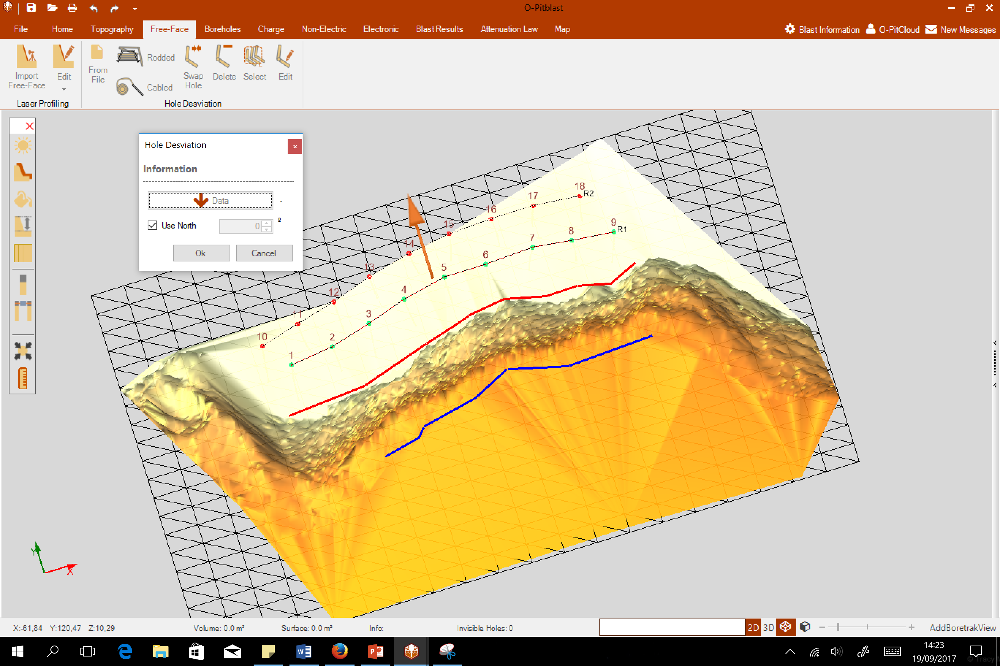 O-Pitblast
File Home Topography Free-Face Boreholes Charge Non-Electric Electronic Blast Results Attenuation Law Map Blast Information O-PitCloud New Messages
Import
Free-Face
Edit
Laser Profiling
From
File
Rodded
Cabled
Swap
Hole
Delete
Select
Edit
Hole Desviation
Hole Desviation
Information
Data -
Use North 0 º
Ok Cancel
18 R2
17
16
15
14
13
12
11
10
9 R1
8
7
6
5
4
3
2
1
Y
X
X:-61,84 Y:120,47 Z:10,29 Volume: 0.0 m³ Surface: 0.0 m² Info: Invisible Holes: 0 2D 3D AddBoretrakView
14:23
19/09/2017
© Tracy